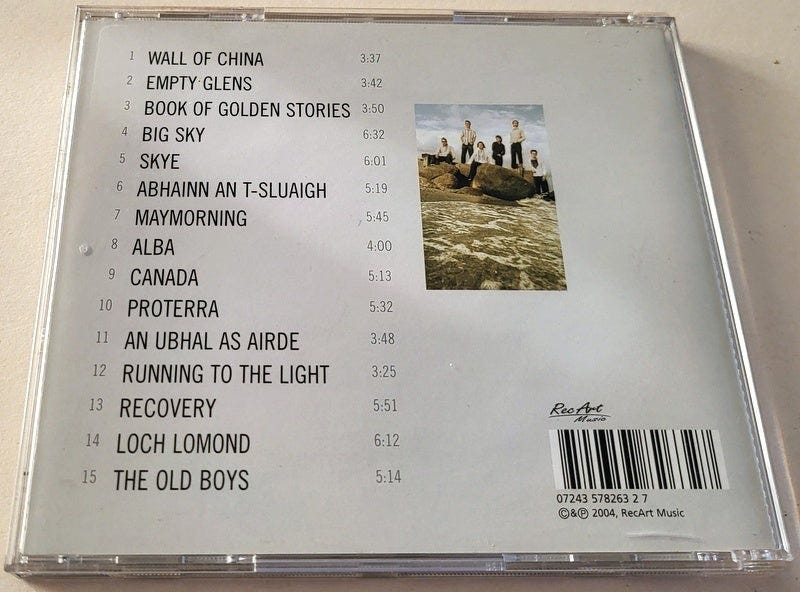 1 WALL OF CHINA 3:37
2 EMPTY GLENS 3:42
3 BOOK OF GOLDEN STORIES 3:50
4 BIG SKY 6:32
5 SKYE 6:01
6 ABHAINN AN T-SLUAIGH 5:19
7 MAYMORNING 5:45
8 ALBA 4:00
9 CANADA 5:13
10 PROTERRA 5:32
11 AN UBHAL AS AIRDE 3:48
12 RUNNING TO THE LIGHT 3:25
13 RECOVERY 5:51
14 LOCH LOMOND 6:12
15 THE OLD BOYS 5:14
RecArt
Music
07243 578263 2 7
©&℗ 2004, RecArt Music